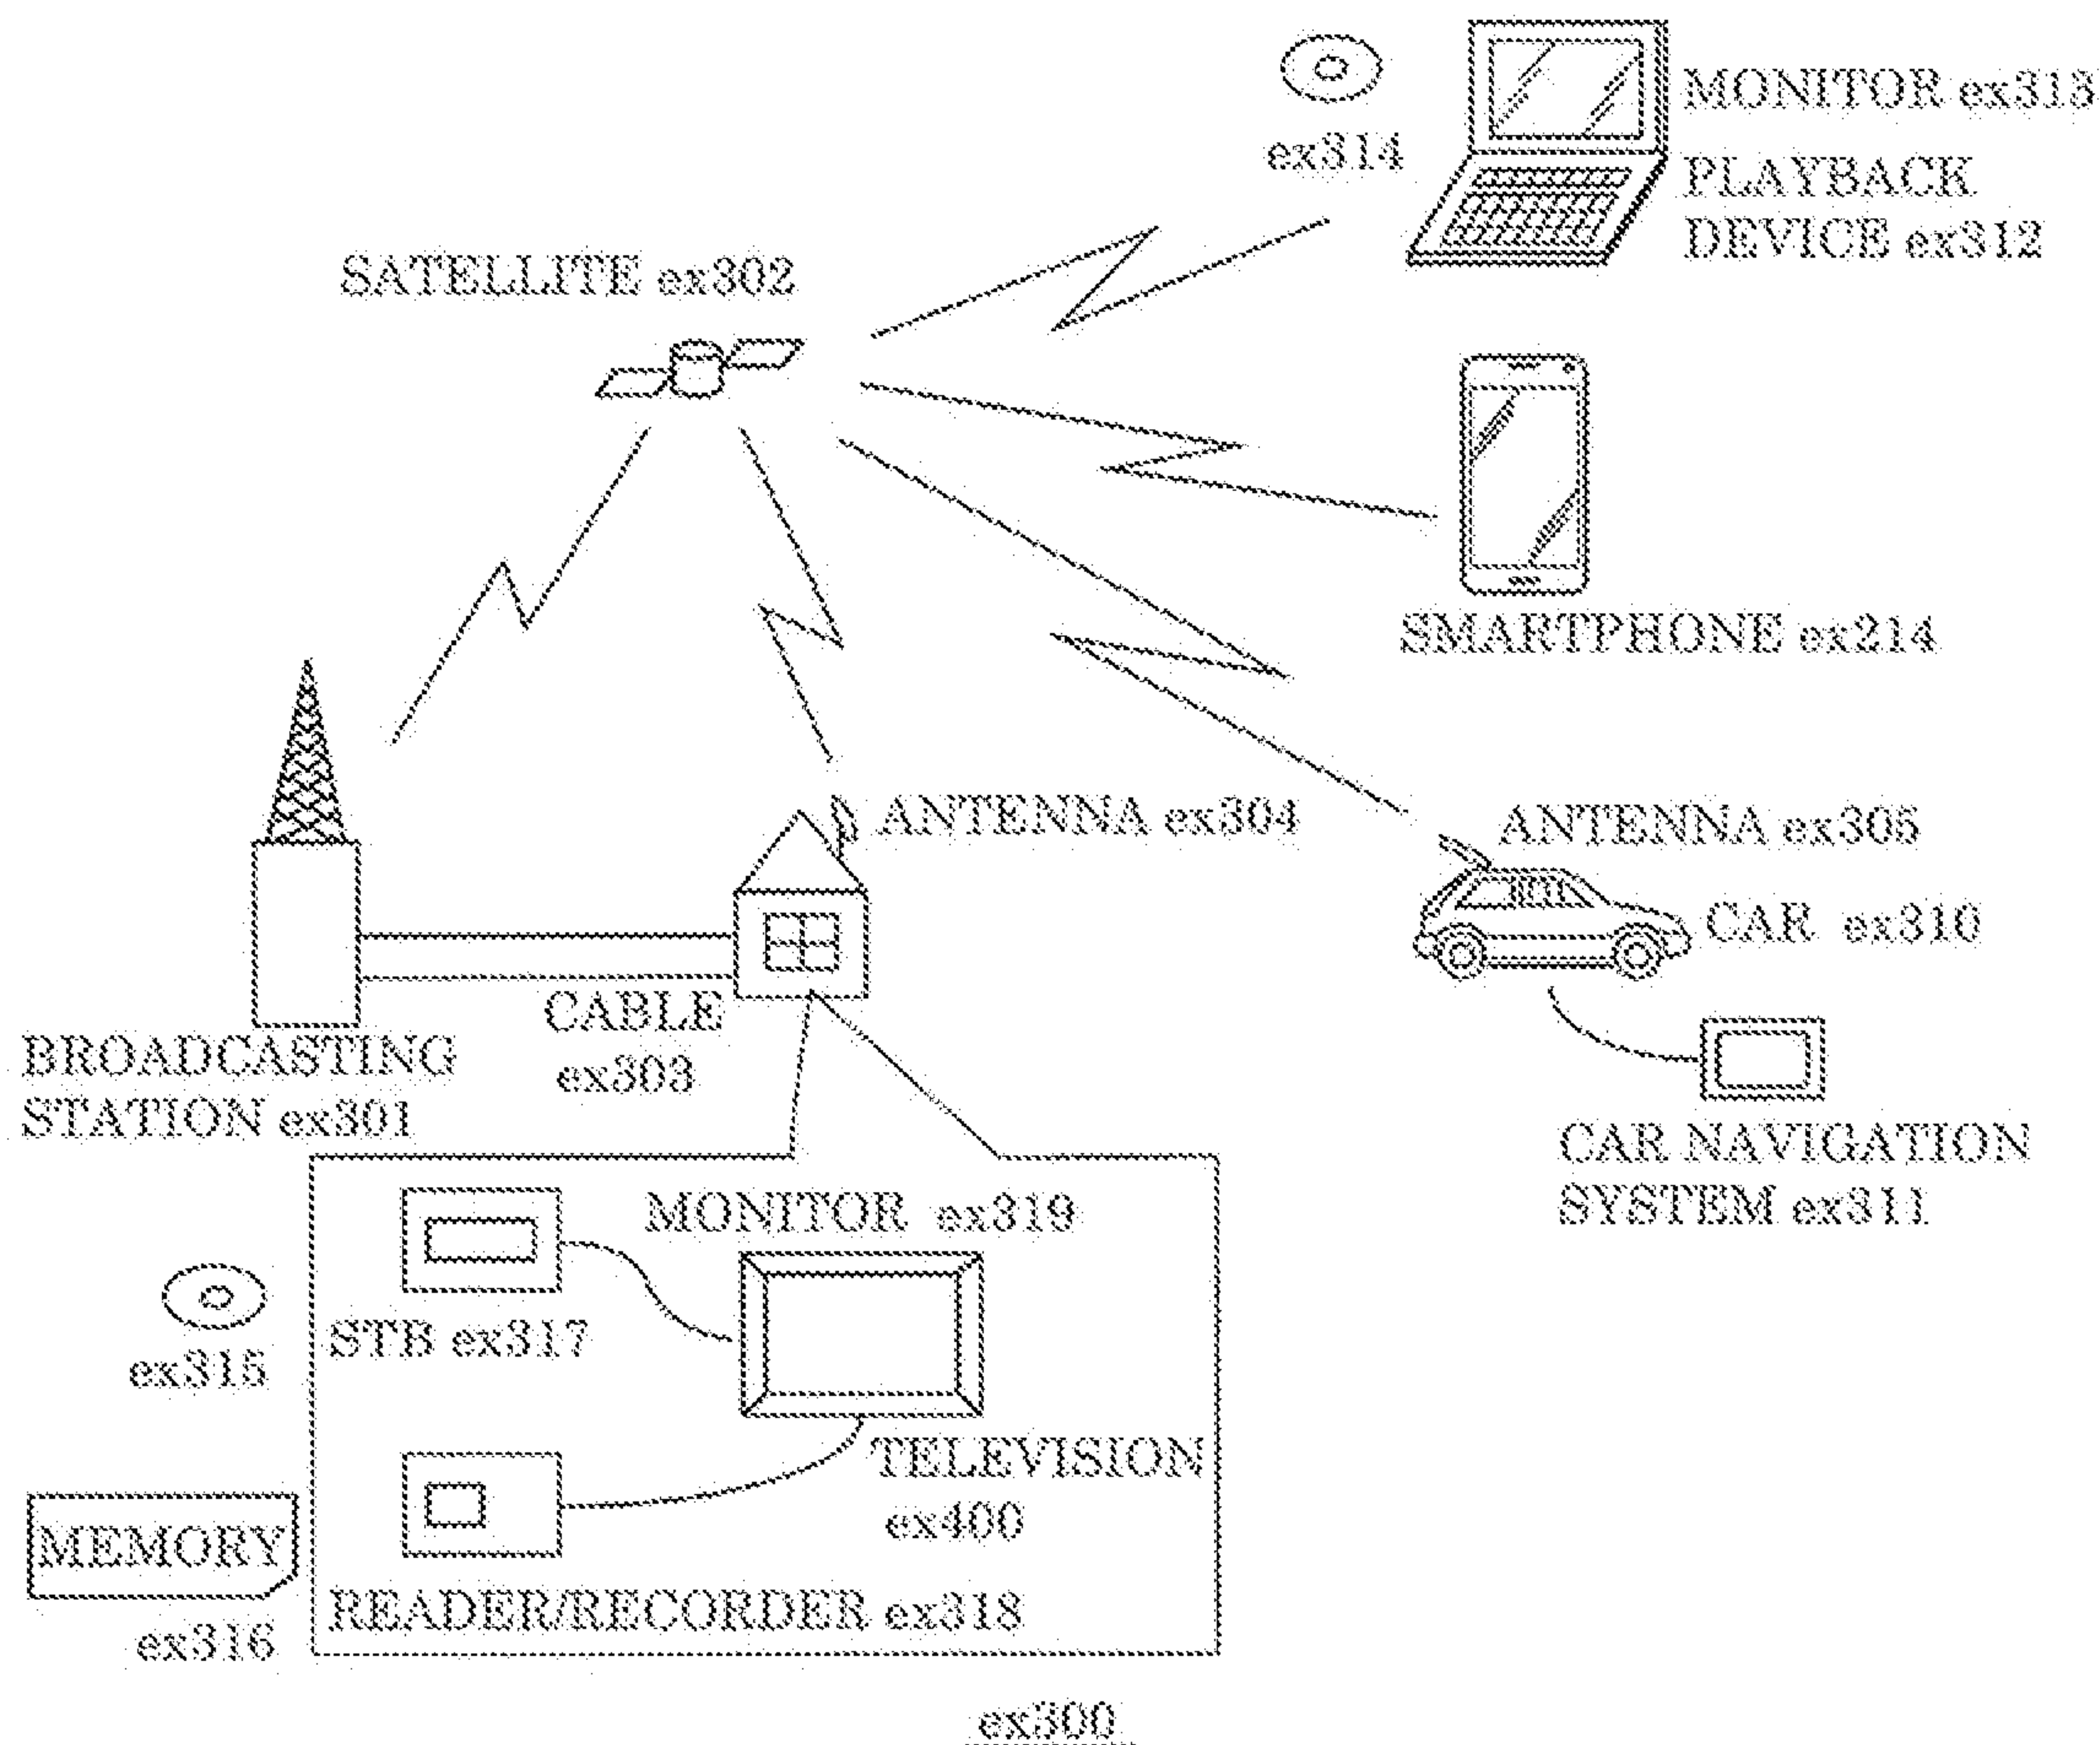 MONITOR ex313
ex314
PLAYBACK
DEVICE ex312
SATELLITE ex302
SMARTPHONE ex214
ANTENNA ex304
ANTENNA ex305
CAR ex310
CABLE
ex303
BROADCASTING
STATION ex301
CAR NAVIGATION
SYSTEM ex311
MONITOR ex319
STB ex317
ex315
TELEVISION
ex400
MEMORY
READER/RECORDER ex318
ex316
ex300